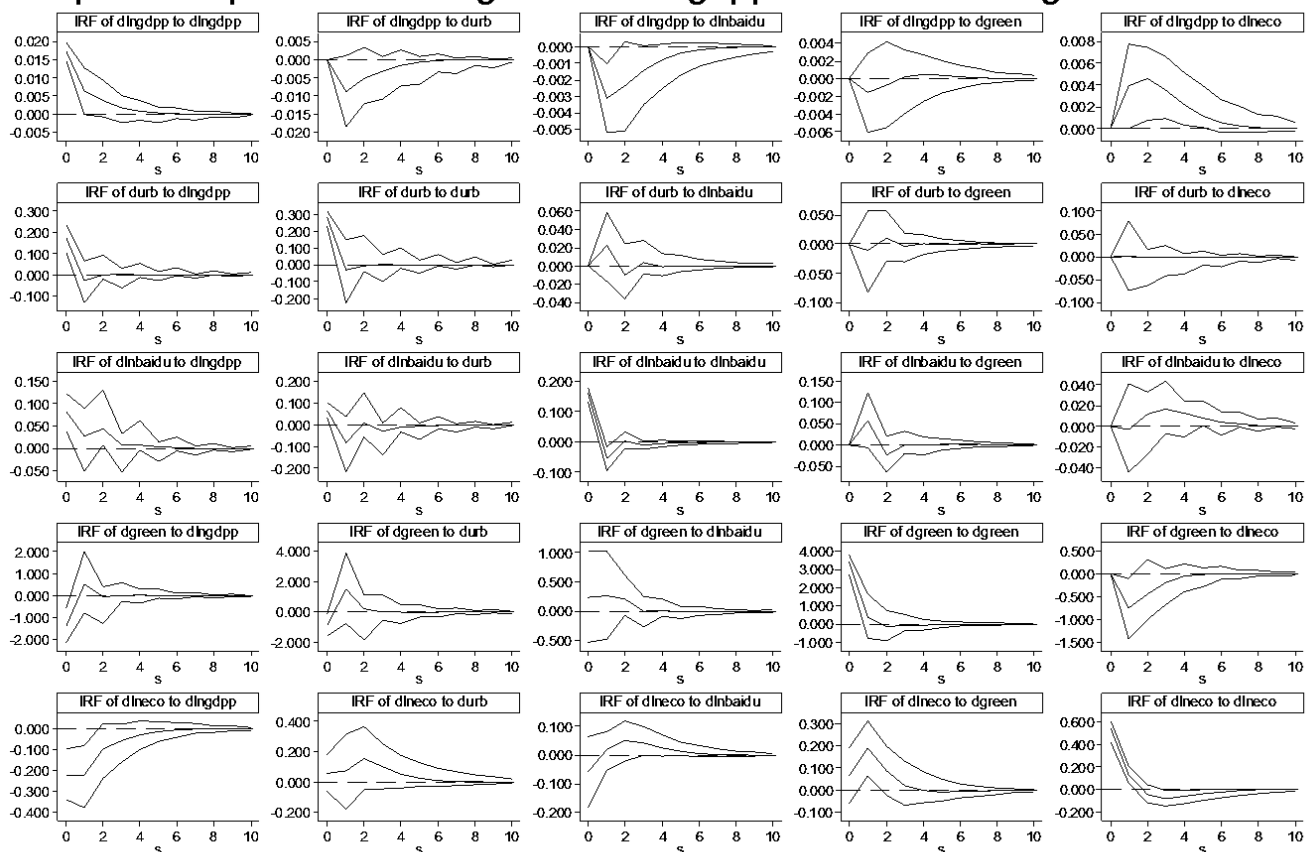 IRF of dlngdpp to dlngdpp
0.020
0.015
0.010
0.005
0.000
-0.005
0 2 4 6 8 10
s
IRF of dlngdpp to durb
0.005
0.000
-0.005
-0.010
-0.015
-0.020
0 2 4 6 8 10
s
IRF of dlngdpp to dlnbaidu
0.000
-0.001
-0.002
-0.003
-0.004
-0.005
0 2 4 6 8 10
s
IRF of dlngdpp to dgreen
0.004
0.002
0.000
-0.002
-0.004
-0.006
0 2 4 6 8 10
s
IRF of dlngdpp to dlneco
0.008
0.006
0.004
0.002
0.000
0 2 4 6 8 10
s
IRF of durb to dlngdpp
0.300
0.200
0.100
0.000
-0.100
0 2 4 6 8 10
s
IRF of durb to durb
0.300
0.200
0.100
0.000
-0.100
-0.200
0 2 4 6 8 10
s
IRF of durb to dlnbaidu
0.060
0.040
0.020
0.000
-0.020
-0.040
0 2 4 6 8 10
s
IRF of durb to dgreen
0.050
0.000
-0.050
-0.100
0 2 4 6 8 10
s
IRF of durb to dlneco
0.100
0.050
0.000
-0.050
-0.100
0 2 4 6 8 10
s
IRF of dlnbaidu to dlngdpp
0.150
0.100
0.050
0.000
-0.050
0 2 4 6 8 10
s
IRF of dlnbaidu to durb
0.200
0.100
0.000
-0.100
-0.200
0 2 4 6 8 10
s
IRF of dlnbaidu to dlnbaidu
0.200
0.100
0.000
-0.100
0 2 4 6 8 10
s
IRF of dlnbaidu to dgreen
0.150
0.100
0.050
0.000
-0.050
0 2 4 6 8 10
s
IRF of dlnbaidu to dlneco
0.040
0.020
0.000
-0.020
-0.040
0 2 4 6 8 10
s
IRF of dgreen to dlngdpp
2.000
1.000
0.000
-1.000
-2.000
0 2 4 6 8 10
s
IRF of dgreen to durb
4.000
2.000
0.000
-2.000
0 2 4 6 8 10
s
IRF of dgreen to dlnbaidu
1.000
0.500
0.000
-0.500
0 2 4 6 8 10
s
IRF of dgreen to dgreen
4.000
3.000
2.000
1.000
0.000
-1.000
0 2 4 6 8 10
s
IRF of dgreen to dlneco
0.500
0.000
-0.500
-1.000
-1.500
0 2 4 6 8 10
s
IRF of dlneco to dlngdpp
0.000
-0.100
-0.200
-0.300
-0.400
0 2 4 6 8 10
s
IRF of dlneco to durb
0.400
0.200
0.000
-0.200
0 2 4 6 8 10
s
IRF of dlneco to dlnbaidu
0.100
0.000
-0.100
-0.200
0 2 4 6 8 10
s
IRF of dlneco to dgreen
0.300
0.200
0.100
0.000
-0.100
0 2 4 6 8 10
s
IRF of dlneco to dlneco
0.600
0.400
0.200
0.000
-0.200
0 2 4 6 8 10
s